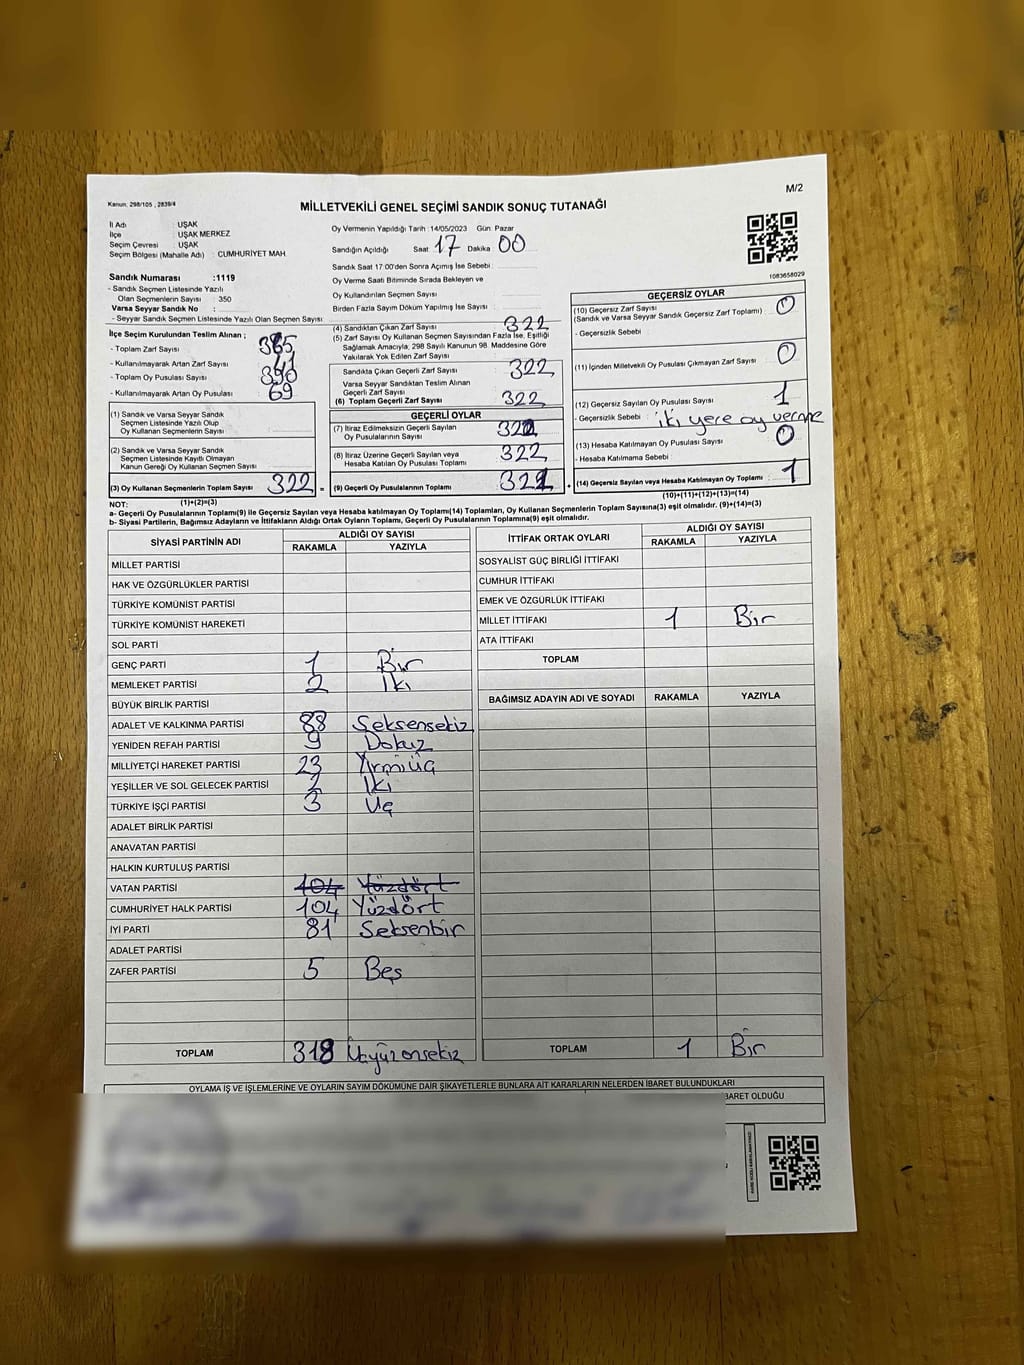 M/2
Kanun: 298/105 , 2839/4
MİLLETVEKİLİ GENEL SEÇİMİ SANDIK SONUÇ TUTANAĞI
İl Adı : UŞAK
İlçe : UŞAK MERKEZ
Seçim Çevresi : UŞAK
Seçim Bölgesi (Mahalle Adı) : CUMHURİYET MAH.
Sandık Numarası :1119
- Sandık Seçmen Listesinde Yazılı
Olan Seçmenlerin Sayısı : 350
Varsa Seyyar Sandık No :
- Seyyar Sandık Seçmen Listesinde Yazılı Olan Seçmen Sayısı:
İlçe Seçim Kurulundan Teslim Alınan ;
- Toplam Zarf Sayısı
- Kullanılmayarak Artan Zarf Sayısı
- Toplam Oy Pusulası Sayısı
- Kullanılmayarak Artan Oy Pusulası : 69
(1) Sandık ve Varsa Seyyar Sandık
Seçmen Listesinde Yazılı Olup
Oy Kullanan Seçmenlerin Sayısı :
(2) Sandık ve Varsa Seyyar Sandık
Seçmen Listesinde Kayıtlı Olmayan
Kanun Gereği Oy Kullanan Seçmen Sayısı
(3) Oy Kullanan Seçmenlerin Toplam Sayısı 322 =
(1)+(2)=(3)
Oy Vermenin Yapıldığı Tarih :14/05/2023 Gün: Pazar
Sandığın Açıldığı Saat 17 Dakika 00
Sandık Saat 17:00'den Sonra Açılmış İse Sebebi :
Oy Verme Saati Bitiminde Sırada Bekleyen ve
Oy Kullandırılan Seçmen Sayısı :
Birden Fazla Sayım Döküm Yapılmış İse Sayısı :
(4) Sandıktan Çıkan Zarf Sayısı 322
(5) Zarf Sayısı Oy Kullanan Seçmen Sayısından Fazla İse, Eşitliği
Sağlamak Amacıyla, 298 Sayılı Kanunun 98. Maddesine Göre
Yakılarak Yok Edilen Zarf Sayısı
Sandıkta Çıkan Geçerli Zarf Sayısı 322
Varsa Seyyar Sandıktan Teslim Alınan
Geçerli Zarf Sayısı
(6) Toplam Geçerli Zarf Sayısı : 322
GEÇERLİ OYLAR
(7) İtiraz Edilmeksizin Geçerli Sayılan
Oy Pusulalarının Sayısı :
(8) İtiraz Üzerine Geçerli Sayılan veya
Hesaba Katılan Oy Pusulası Toplamı : 322
(9) Geçerli Oy Pusulalarının Toplamı : 321 +
1083658029
GEÇERSİZ OYLAR
(10) Geçersiz Zarf Sayısı : 0
(Sandık ve Varsa Seyyar Sandık Geçersiz Zarf Toplamı)
- Geçersizlik Sebebi :
(11) İçinden Milletvekili Oy Pusulası Çıkmayan Zarf Sayısı : 0
(12) Geçersiz Sayılan Oy Pusulası Sayısı : 1
- Geçersizlik Sebebi : iki yere oy verme
(13) Hesaba Katılmayan Oy Pusulası Sayısı : 0
- Hesaba Katılmama Sebebi :
(14) Geçersiz Sayılan veya Hesaba Katılmayan Oy Toplamı : 1
(10)+(11)+(12)+(13)=(14)
NOT:
a- Geçerli Oy Pusulalarının Toplamı(9) ile Geçersiz Sayılan veya Hesaba katılmayan Oy Toplamı(14) Toplamları, Oy Kullanan Seçmenlerin Toplam Sayısına(3) eşit olmalıdır. (9)+(14)=(3)
b- Siyasi Partilerin, Bağımsız Adayların ve İttifakların Aldığı Ortak Oyların Toplamı, Geçerli Oy Pusulalarının Toplamına(9) eşit olmalıdır.
SİYASİ PARTİNİN ADI ALDIĞI OY SAYISI
RAKAMLA YAZIYLA
MİLLET PARTİSİ
HAK VE ÖZGÜRLÜKLER PARTİSİ
TÜRKİYE KOMÜNİST PARTİSİ
TÜRKİYE KOMÜNİST HAREKETİ
SOL PARTİ
GENÇ PARTİ 1 Bir
MEMLEKET PARTİSİ 2 İki
BÜYÜK BİRLİK PARTİSİ
ADALET VE KALKINMA PARTİSİ 88 Seksensekiz
YENİDEN REFAH PARTİSİ 9 Dokuz
MİLLİYETÇİ HAREKET PARTİSİ 23 Yirmiüç
YEŞİLLER VE SOL GELECEK PARTİSİ 2 İki
TÜRKİYE İŞÇİ PARTİSİ 3 Üç
ADALET BİRLİK PARTİSİ
ANAVATAN PARTİSİ
HALKIN KURTULUŞ PARTİSİ
VATAN PARTİSİ 104 Yüzdört
CUMHURİYET HALK PARTİSİ 104 Yüzdört
İYİ PARTİ 81 Seksenbir
ADALET PARTİSİ
ZAFER PARTİSİ 5 Beş
TOPLAM 318 Üçyüzonsekiz
İTTİFAK ORTAK OYLARI ALDIĞI OY SAYISI
RAKAMLA YAZIYLA
SOSYALİST GÜÇ BİRLİĞİ İTTİFAKI
CUMHUR İTTİFAKI
EMEK VE ÖZGÜRLÜK İTTİFAKI
MİLLET İTTİFAKI 1 Bir
ATA İTTİFAKI
TOPLAM
BAĞIMSIZ ADAYIN ADI VE SOYADI RAKAMLA YAZIYLA
TOPLAM 1 Bir
OYLAMA İŞ VE İŞLEMLERİNE VE OYLARIN SAYIM DÖKÜMÜNE DAİR ŞİKAYETLERLE BUNLARA AİT KARARLARIN NELERDEN İBARET BULUNDUKLARI
BARET OLDUĞU